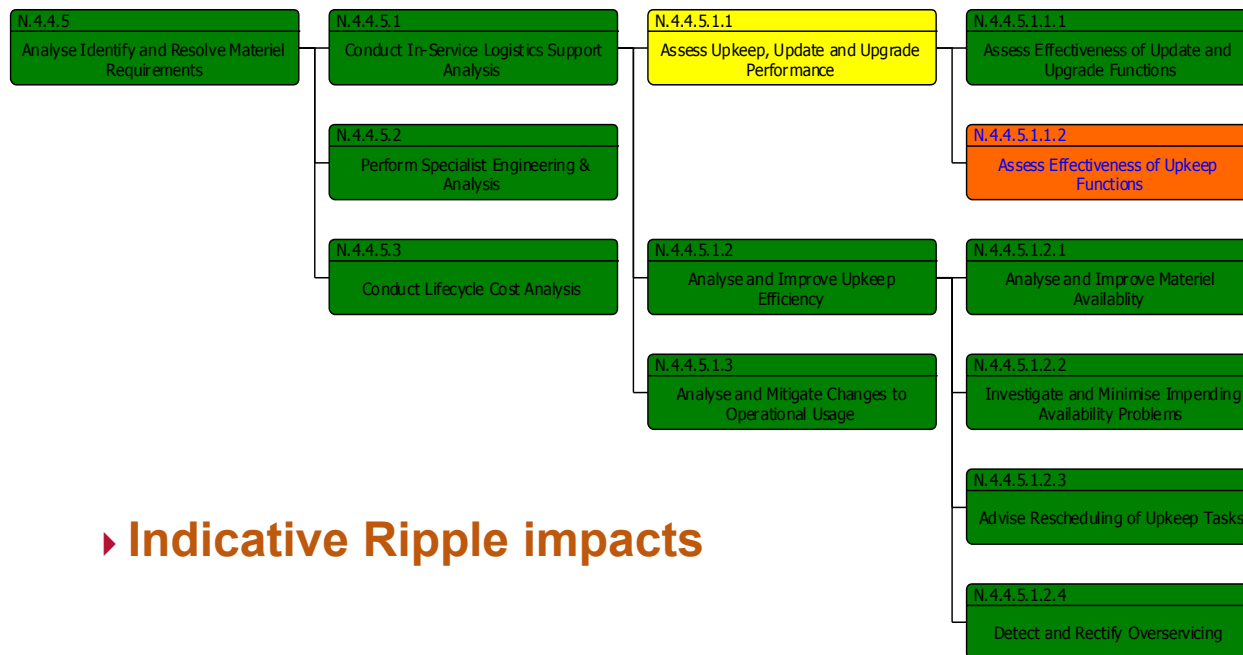 N.4.4.5
Analyse Identify and Resolve Materiel
Requirements
N.4.4.5.1
Conduct In-Service Logistics Support
Analysis
N.4.4.5.1.1
Assess Upkeep, Update and Upgrade
Performance
N.4.4.5.1.1.1
Assess Effectiveness of Update and
Upgrade Functions
N.4.4.5.2
Perform Specialist Engineering &
Analysis
N.4.4.5.1.1.2
Assess Effectiveness of Upkeep
Functions
N.4.4.5.3
Conduct Lifecycle Cost Analysis
N.4.4.5.1.2
Analyse and Improve Upkeep
Efficiency
N.4.4.5.1.2.1
Analyse and Improve Materiel
Availablity
N.4.4.5.1.3
Analyse and Mitigate Changes to
Operational Usage
N.4.4.5.1.2.2
Investigate and Minimise Impending
Availability Problems
N.4.4.5.1.2.3
Advise Rescheduling of Upkeep Tasks
Indicative Ripple impacts
N.4.4.5.1.2.4
Detect and Rectify Overservicing